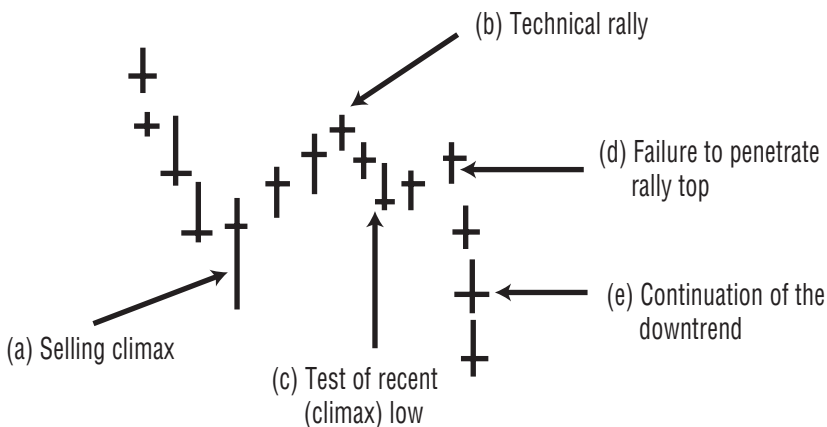 (b) Technical rally
(d) Failure to penetrate
rally top
(e) Continuation of the
downtrend
(a) Selling climax
(c) Test of recent
(climax) low